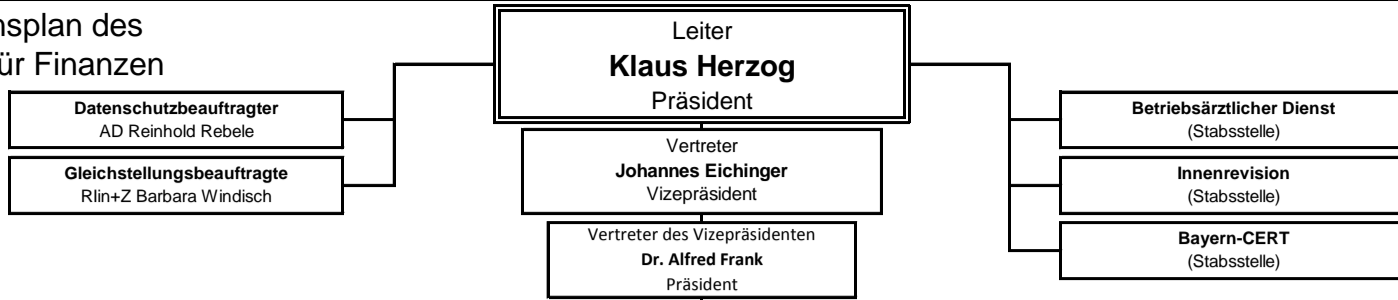 nsplan des
ür Finanzen
Leiter
Klaus Herzog
Präsident
Datenschutzbeauftragter
AD Reinhold Rebele
Gleichstellungsbeauftragte
RIin+Z Barbara Windisch
Vertreter
Johannes Eichinger
Vizepräsident
Vertreter des Vizepräsidenten
Dr. Alfred Frank
Präsident
Betriebsärztlicher Dienst
(Stabsstelle)
Innenrevision
(Stabsstelle)
Bayern-CERT
(Stabsstelle)